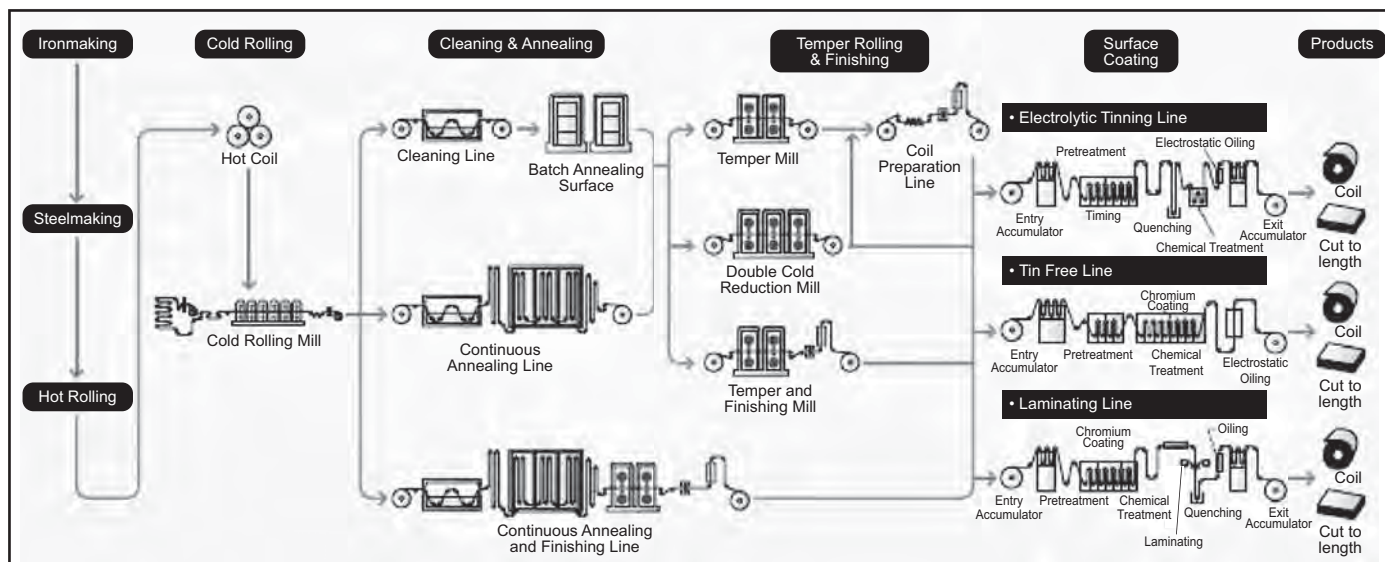 Ironmaking
Cold Rolling
Cleaning & Annealing
Temper Rolling
& Finishing
Surface
Coating
Products
Hot Coil
Steelmaking
Cold Rolling Mill
Hot Rolling
Cleaning Line
Batch Annealing
Surface
Continuous
Annealing Line
Continuous Annealing
and Finishing Line
Temper Mill
Coil
Preparation
Line
Double Cold
Reduction Mill
Temper and
Finishing Mill
• Electrolytic Tinning Line
Electrostatic Oiling
Pretreatment
Entry
Accumulator
Timing
Quenching
Chemical Treatment
Exit
Accumulator
Coil
Cut to
length
• Tin Free Line
Chromium
Coating
Entry
Accumulator
Pretreatment
Chemical
Treatment
Electrostatic
Oiling
Coil
Cut to
length
• Laminating Line
Chromium
Coating
Oiling
Entry
Accumulator
Pretreatment
Chemical
Treatment
Laminating
Quenching
Exit
Accumulator
Coil
Cut to
length